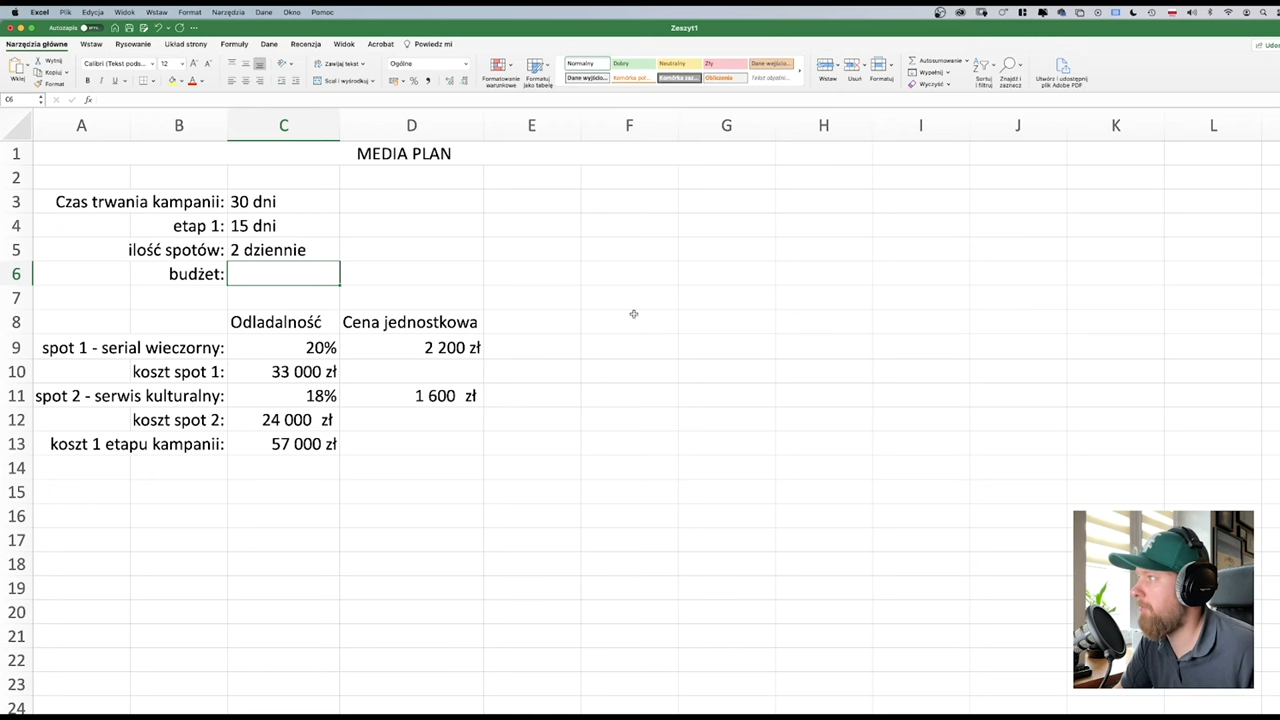 Excel Plik Edycja Widok Wstaw Format Narzędzia Dane Okno Pomoc
Autozapis Zeszyt1
Narzędzia główne Wstaw Rysowanie Układ strony Formuły Dane Recenzja Widok Acrobat Powiedz mi Udos
Wklej Wytnij Kopiuj Format
Calibri (Tekst pods... 12 Zawijaj tekst Ogólne
B I U Scal i wyśrodkuj
Formatowanie warunkowe Formatuj jako tabelę
Normalny Dobry Neutralny Zły Dane wejścio...
Dane wyjścio... Komórka poł... Komórka zaz... Obliczenia Tekst objaśni...
Wstaw Usuń Formatuj
Autosumowanie Wypełnij Wyczyść
Sortuj i filtruj Znajdź i zaznacz Utwórz i udostępnij plik Adobe PDF
C6 fx
A B C D E F G H I J K L
1 MEDIA PLAN
2
3 Czas trwania kampanii: 30 dni
4 etap 1: 15 dni
5 ilość spotów: 2 dziennie
6 budżet:
7
8 Odladalność Cena jednostkowa
9 spot 1 - serial wieczorny: 20% 2 200 zł
10 koszt spot 1: 33 000 zł
11 spot 2 - serwis kulturalny: 18% 1 600 zł
12 koszt spot 2: 24 000 zł
13 koszt 1 etapu kampanii: 57 000 zł
14
15
16
17
18
19
20
21
22
23
24